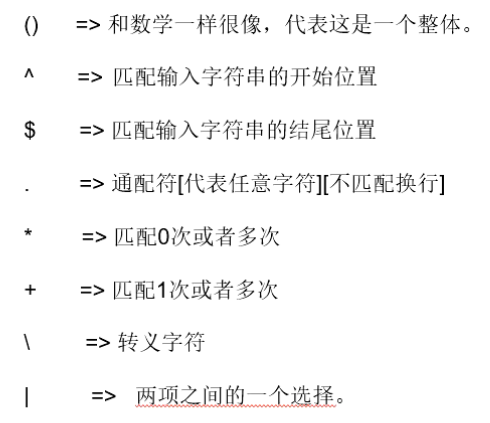 () => 和数学一样很像，代表这是一个整体。
^ => 匹配输入字符串的开始位置
$ => 匹配输入字符串的结尾位置
. => 通配符[代表任意字符][不匹配换行]
* => 匹配0次或者多次
+ => 匹配1次或者多次
\ => 转义字符
| => 两项之间的一个选择。